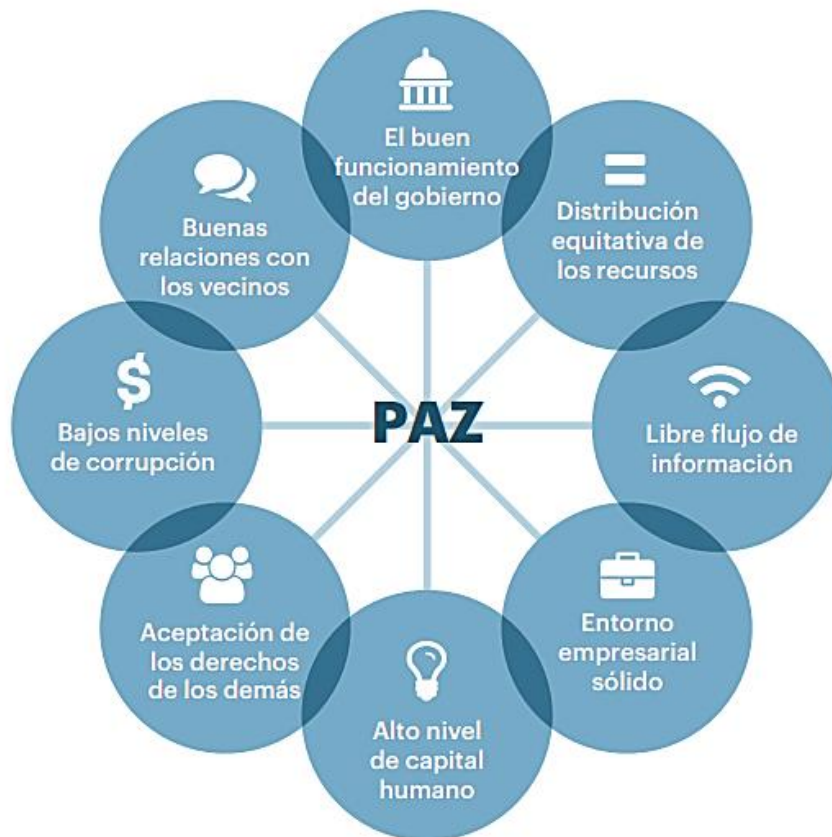 El buen
funcionamiento
del gobierno
Distribución
equitativa de
los recursos
Libre flujo de
información
Entorno
empresarial
sólido
Alto nivel
de capital
humano
Aceptación de
los derechos
de los demás
$
Bajos niveles
de corrupción
Buenas
relaciones con
los vecinos
PAZ